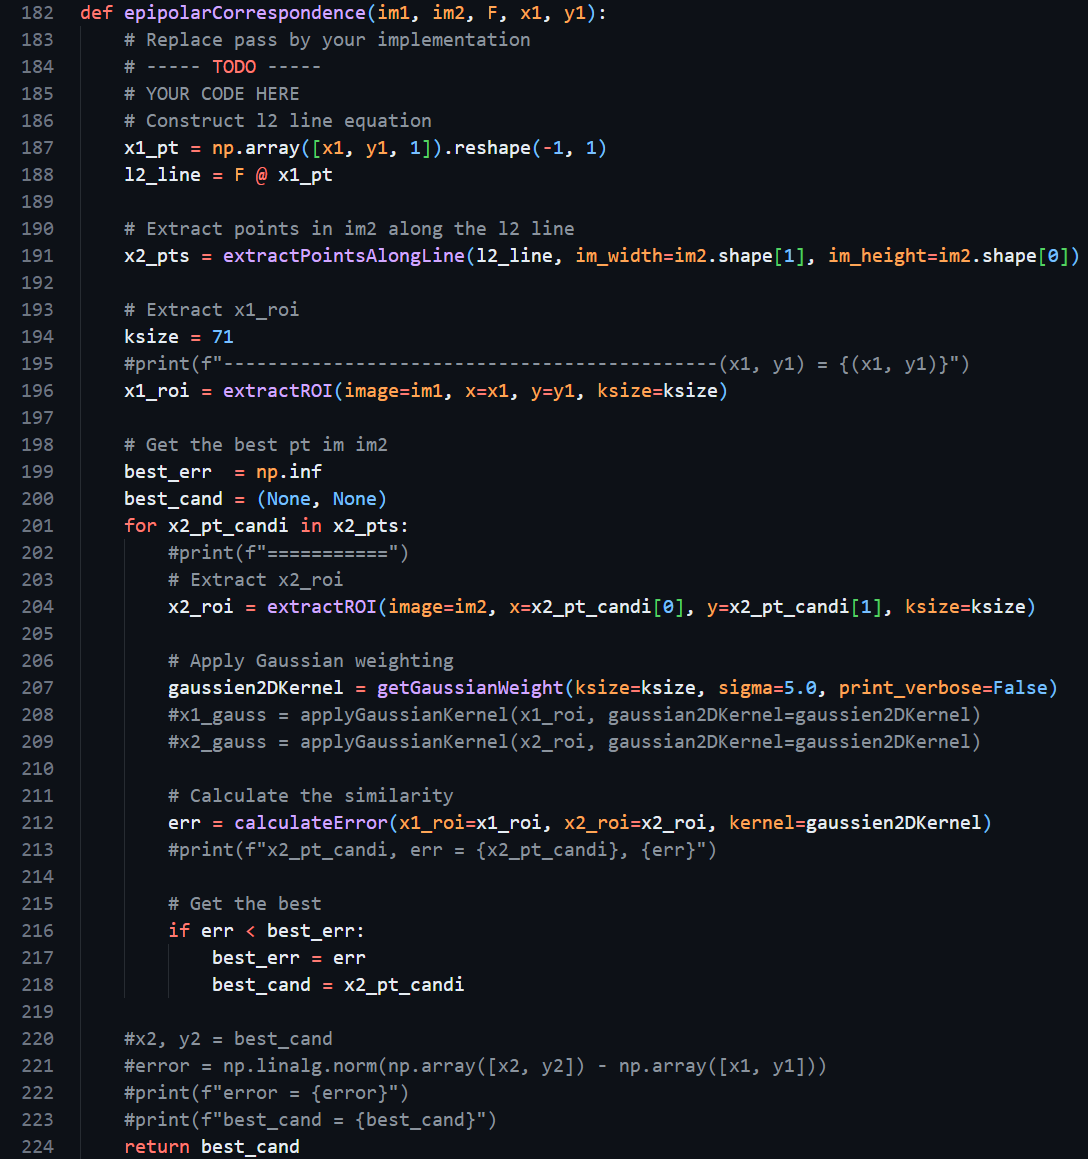 182 def epipolarCorrespondence(im1, im2, F, x1, y1):
183     # Replace pass by your implementation
184     # ----- TODO -----
185     # YOUR CODE HERE
186     # Construct l2 line equation
187     x1_pt = np.array([x1, y1, 1]).reshape(-1, 1)
188     l2_line = F @ x1_pt
189
190     # Extract points in im2 along the l2 line
191     x2_pts = extractPointsAlongLine(l2_line, im_width=im2.shape[1], im_height=im2.shape[0])
192
193     # Extract x1_roi
194     ksize = 71
195     #print(f"---------------------------------------------(x1, y1) = {(x1, y1)}")
196     x1_roi = extractROI(image=im1, x=x1, y=y1, ksize=ksize)
197
198     # Get the best pt im im2
199     best_err  = np.inf
200     best_cand = (None, None)
201     for x2_pt_candi in x2_pts:
202         #print(f"===========")
203         # Extract x2_roi
204         x2_roi = extractROI(image=im2, x=x2_pt_candi[0], y=x2_pt_candi[1], ksize=ksize)
205
206         # Apply Gaussian weighting
207         gaussien2DKernel = getGaussianWeight(ksize=ksize, sigma=5.0, print_verbose=False)
208         #x1_gauss = applyGaussianKernel(x1_roi, gaussian2DKernel=gaussien2DKernel)
209         #x2_gauss = applyGaussianKernel(x2_roi, gaussian2DKernel=gaussien2DKernel)
210
211         # Calculate the similarity
212         err = calculateError(x1_roi=x1_roi, x2_roi=x2_roi, kernel=gaussien2DKernel)
213         #print(f"x2_pt_candi, err = {x2_pt_candi}, {err}")
214
215         # Get the best
216         if err < best_err:
217             best_err = err
218             best_cand = x2_pt_candi
219
220     #x2, y2 = best_cand
221     #error = np.linalg.norm(np.array([x2, y2]) - np.array([x1, y1]))
222     #print(f"error = {error}")
223     #print(f"best_cand = {best_cand}")
224     return best_cand